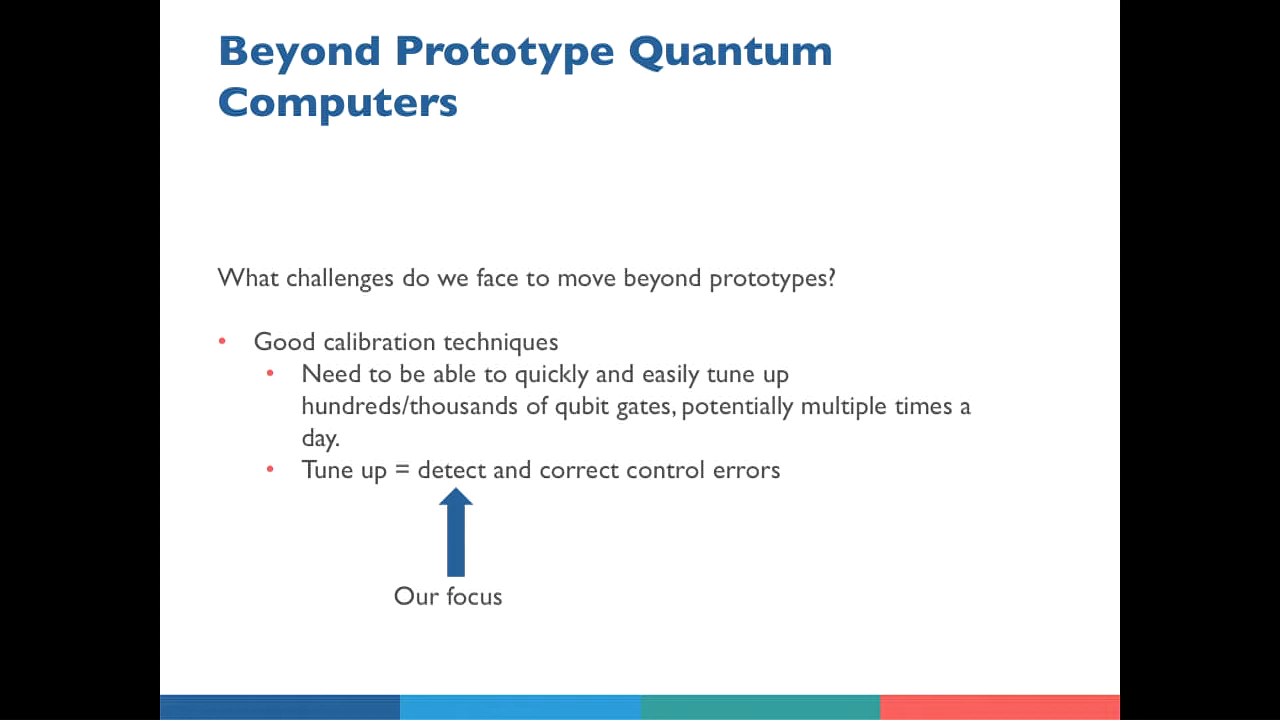 Beyond Prototype Quantum
Computers
What challenges do we face to move beyond prototypes?
• Good calibration techniques
• Need to be able to quickly and easily tune up
hundreds/thousands of qubit gates, potentially multiple times a
day.
• Tune up = detect and correct control errors
Our focus